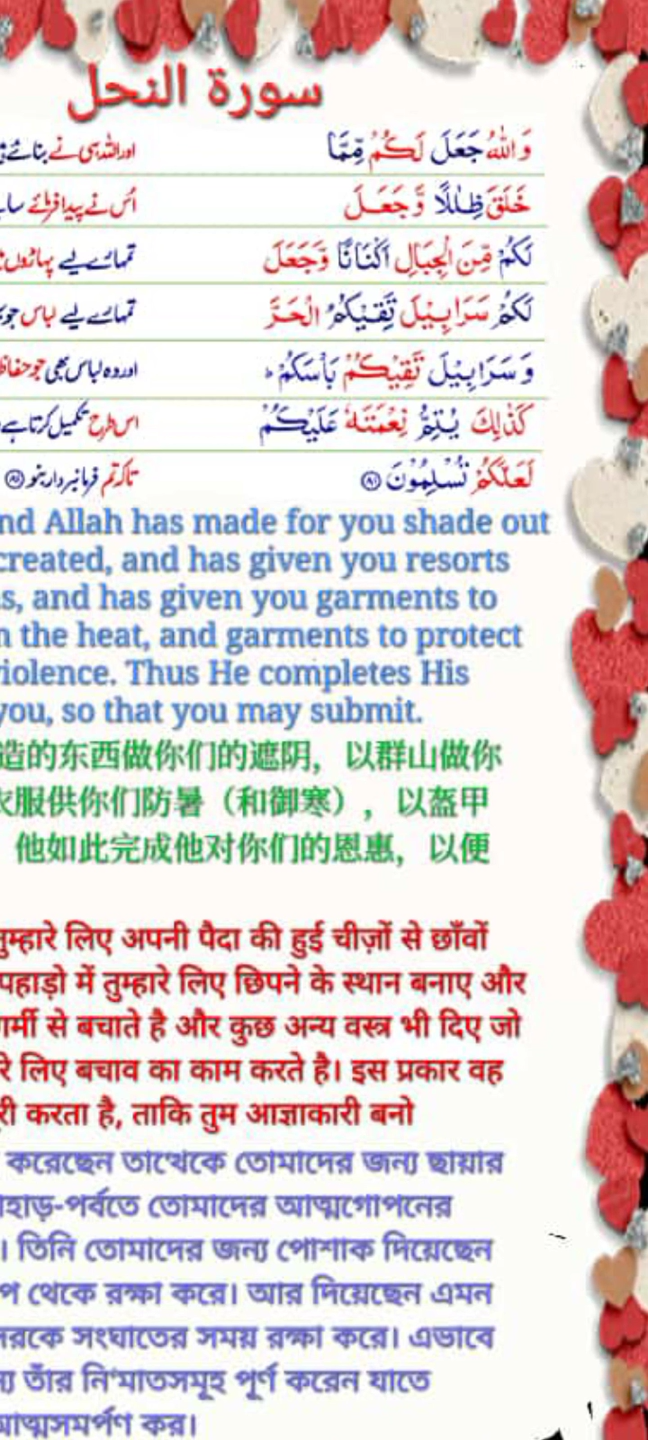 سورة النحل
وَاللهُ جَعَلَ لَكُمْ مِّمَّا
اور اللہ ہی نے بنائے
خَلَقَ ظِلٰلًا وَّجَعَلَ
اُس نے پیدا فرمائے
لَكُمْ مِّنَ الْجِبَالِ اَكْنَانًا وَّجَعَلَ
تمہارے لیے پہاڑوں
لَكُمْ سَرَابِيْلَ تَقِيْكُمُ الْحَرَّ
تمہارے لیے لباس جو
وَسَرَابِيْلَ تَقِيْكُمْ بَاْسَكُمْ ؕ
اور وہ لباس بھی جو
كَذٰلِكَ يُتِمُّ نِعْمَتَهٗ عَلَيْكُمْ
اس طرح تکمیل کرتا ہے
لَعَلَّكُمْ تُسْلِمُوْنَ ۸۱
تاکہ تم فرمانبردار بنو
nd Allah has made for you shade out
created, and has given you resorts
s, and has given you garments to
n the heat, and garments to protect
violence. Thus He completes His
you, so that you may submit.
造的东西做你们的遮阴，以群山做你
衣服供你们防暑（和御寒），以盔甲
他如此完成他对你们的恩惠，以便
तुम्हारे लिए अपनी पैदा की हुई चीज़ों से छाँवों
पहाड़ो में तुम्हारे लिए छिपने के स्थान बनाए और
गर्मी से बचाते है और कुछ अन्य वस्त्र भी दिए जो
रे लिए बचाव का काम करते है। इस प्रकार वह
री करता है, ताकि तुम आज्ञाकारी बनो
করেছেন তাত্থেকে তোমাদের জন্য ছায়ার
াহাড়-পর্বতে তোমাদের আত্মগোপনের
। তিনি তোমাদের জন্য পোশাক দিয়েছেন
প থেকে রক্ষা করে। আর দিয়েছেন এমন
দেরকে সংঘাতের সময় রক্ষা করে। এভাবে
ন্য তাঁর নি'মাতসমূহ পূর্ণ করেন যাতে
আত্মসমর্পণ কর।